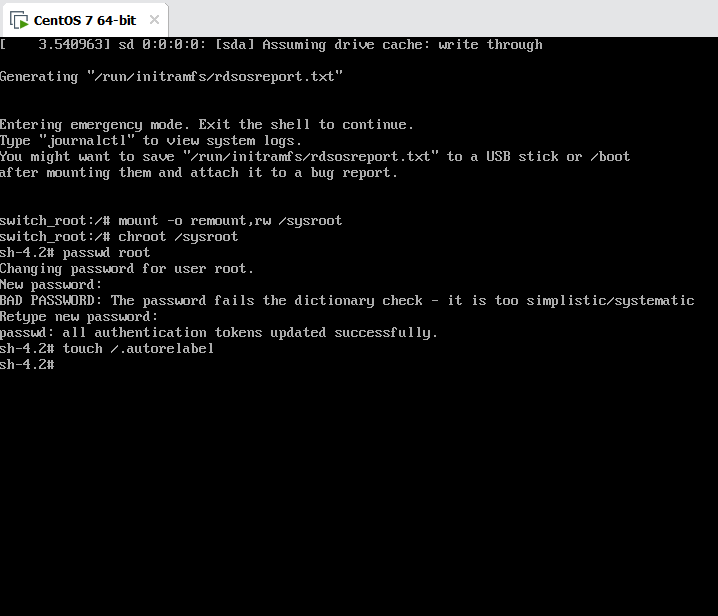 CentOS 7 64-bit
[    3.540963] sd 0:0:0:0: [sda] Assuming drive cache: write through
Generating "/run/initramfs/rdsosreport.txt"
Entering emergency mode. Exit the shell to continue.
Type "journalctl" to view system logs.
You might want to save "/run/initramfs/rdsosreport.txt" to a USB stick or /boot
after mounting them and attach it to a bug report.
switch_root:/# mount -o remount,rw /sysroot
switch_root:/# chroot /sysroot
sh-4.2# passwd root
Changing password for user root.
New password:
BAD PASSWORD: The password fails the dictionary check - it is too simplistic/systematic
Retype new password:
passwd: all authentication tokens updated successfully.
sh-4.2# touch /.autorelabel
sh-4.2#